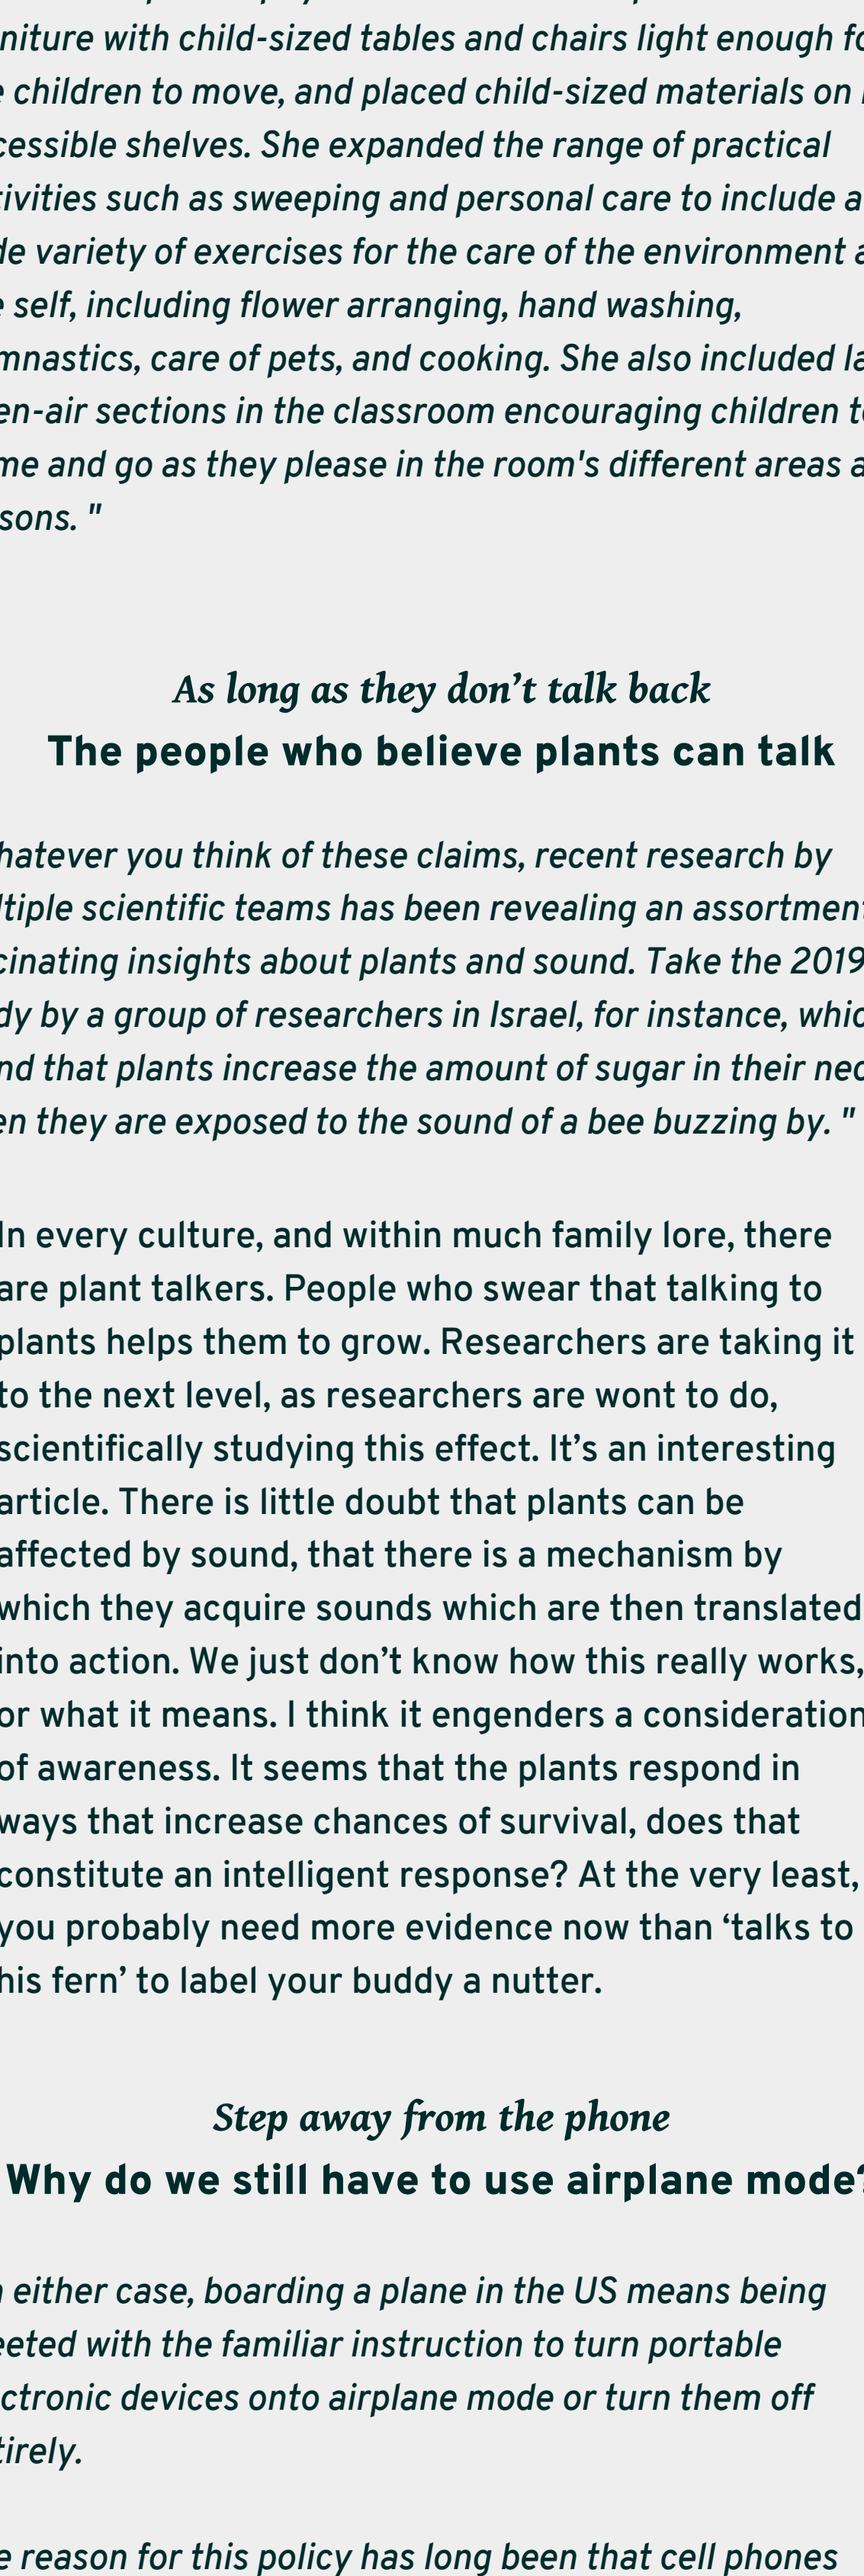 niture with child-sized tables and chairs light enough fo
e children to move, and placed child-sized materials on
cessible shelves. She expanded the range of practical
tivities such as sweeping and personal care to include a
de variety of exercises for the care of the environment a
e self, including flower arranging, hand washing,
mnastics, care of pets, and cooking. She also included la
en-air sections in the classroom encouraging children to
me and go as they please in the room's different areas a
sons. "
As long as they don’t talk back
The people who believe plants can talk
hatever you think of these claims, recent research by
ltiple scientific teams has been revealing an assortment
cinating insights about plants and sound. Take the 2019
dy by a group of researchers in Israel, for instance, whic
nd that plants increase the amount of sugar in their nec
en they are exposed to the sound of a bee buzzing by. "
In every culture, and within much family lore, there
are plant talkers. People who swear that talking to
plants helps them to grow. Researchers are taking it
to the next level, as researchers are wont to do,
scientifically studying this effect. It’s an interesting
article. There is little doubt that plants can be
affected by sound, that there is a mechanism by
which they acquire sounds which are then translated
into action. We just don’t know how this really works,
or what it means. I think it engenders a consideration
of awareness. It seems that the plants respond in
ways that increase chances of survival, does that
constitute an intelligent response? At the very least,
you probably need more evidence now than ‘talks to
his fern’ to label your buddy a nutter.
Step away from the phone
Why do we still have to use airplane mode?
n either case, boarding a plane in the US means being
eeted with the familiar instruction to turn portable
ctronic devices onto airplane mode or turn them off
tirely.
e reason for this policy has long been that cell phones